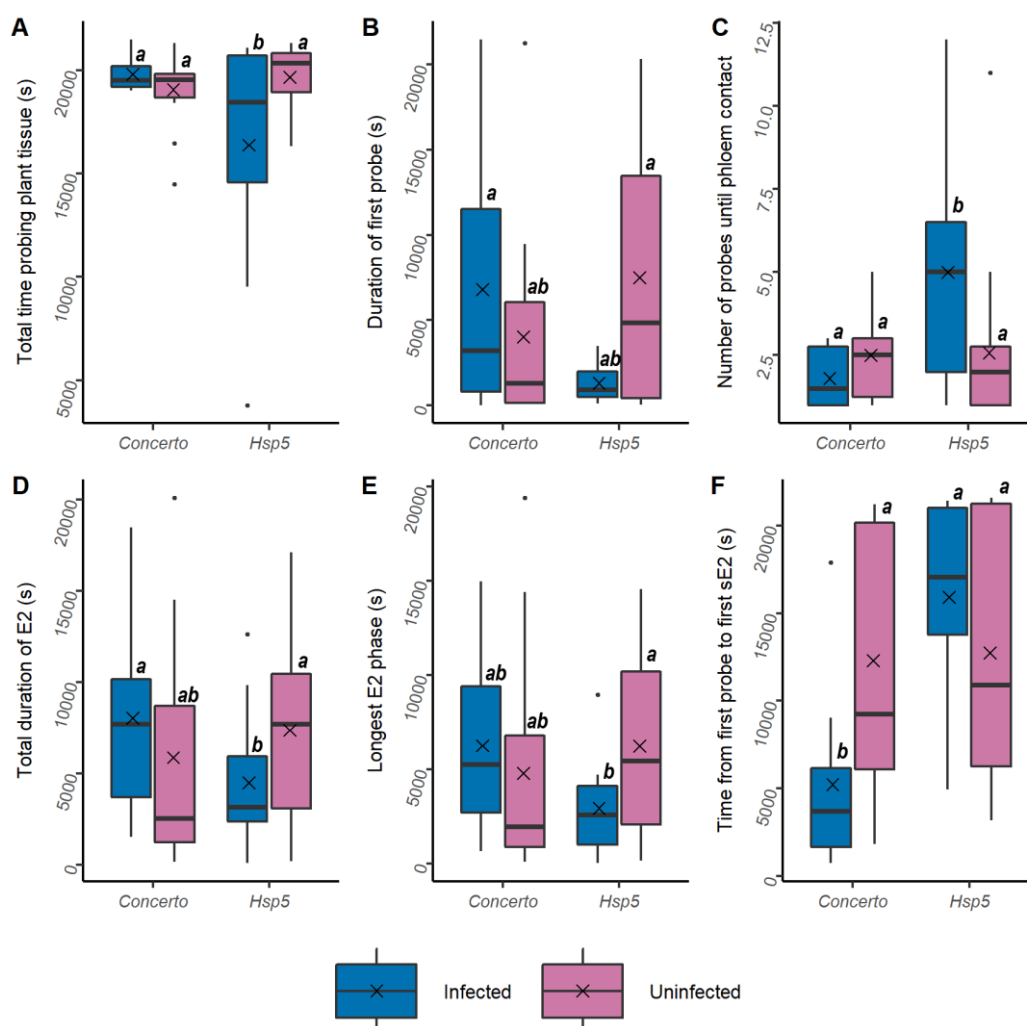 A
Total time probing plant tissue (s)
20000
15000
10000
5000
a
a
b
a
Concerto
Hsp5
B
Duration of first probe (s)
20000
15000
10000
5000
0
a
ab
ab
a
Concerto
Hsp5
C
Number of probes until phloem contact
12.5
10.0
7.5
5.0
2.5
a
a
b
a
Concerto
Hsp5
D
Total duration of E2 (s)
20000
15000
10000
5000
0
a
ab
b
a
Concerto
Hsp5
E
Longest E2 phase (s)
20000
15000
10000
5000
0
ab
ab
b
a
Concerto
Hsp5
F
Time from first probe to first sE2 (s)
20000
15000
10000
5000
0
b
a
a
a
Concerto
Hsp5
Infected
Uninfected